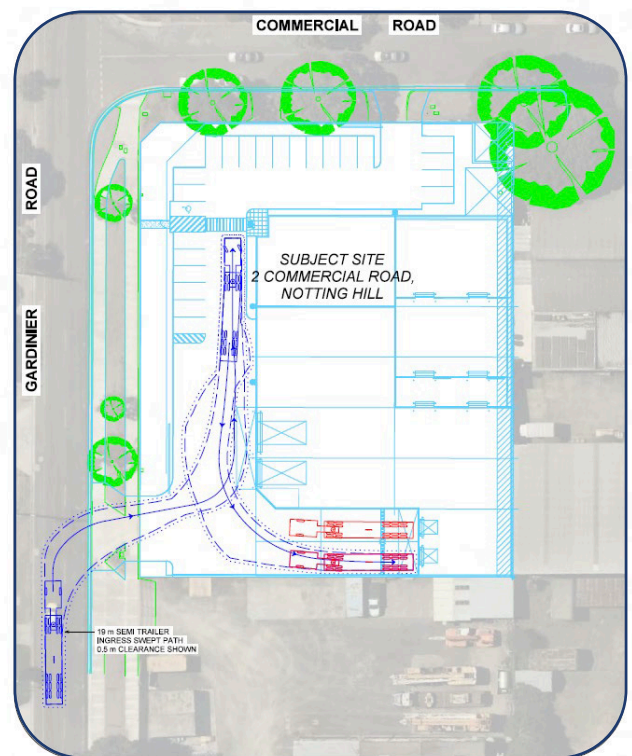 COMMERCIAL ROAD
ROAD
GARDINIER
SUBJECT SITE
2 COMMERCIAL ROAD,
NOTTING HILL
19 m SEMI TRAILER
INGRESS SWEPT PATH
0.5 m CLEARANCE SHOWN